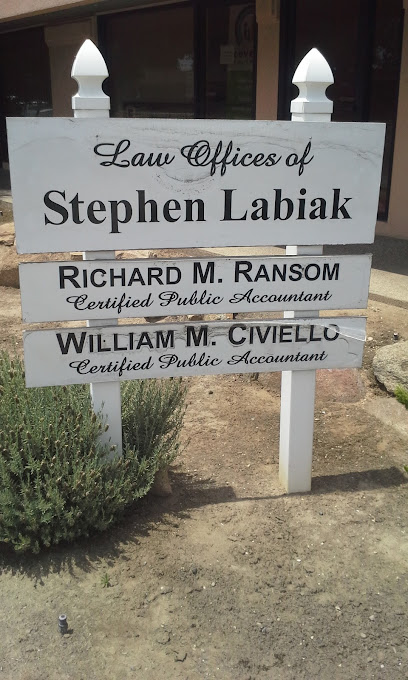 Law Offices of
Stephen Labiak
RICHARD M. RANSOM
Certified Public Accountant
WILLIAM M. CIVIELLO
Certified Public Accountant